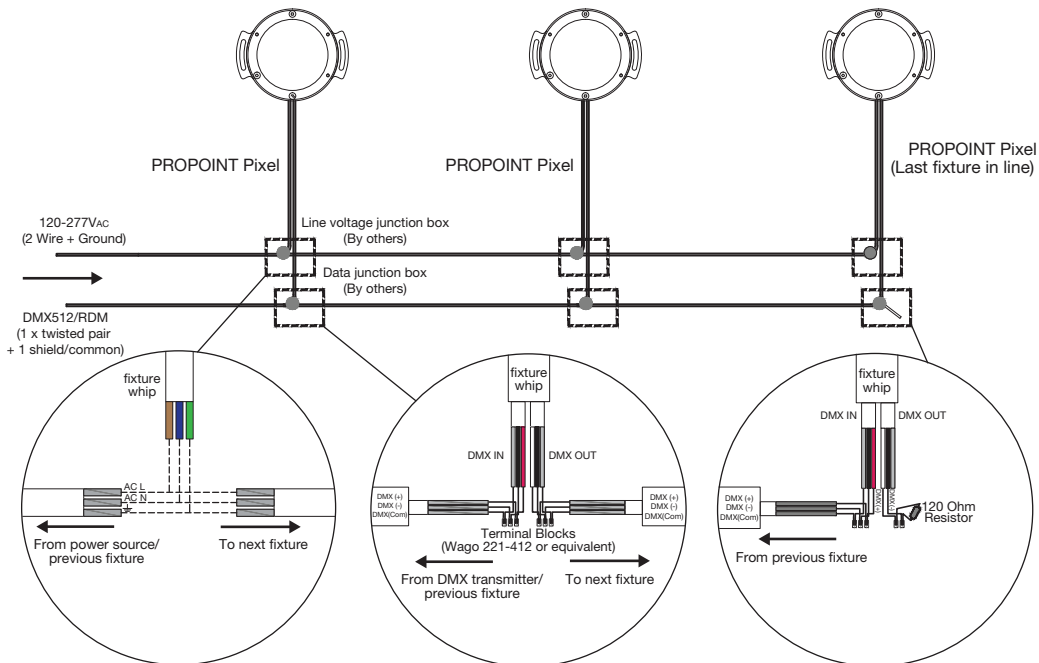 PROPOINT Pixel
PROPOINT Pixel
PROPOINT Pixel
(Last fixture in line)
120-277VAC
(2 Wire + Ground)
Line voltage junction box
(By others)
Data junction box
(By others)
DMX512/RDM
(1 x twisted pair
+ 1 shield/common)
fixture
whip
AC L
AC N
From power source/
previous fixture
To next fixture
fixture
whip
DMX IN
DMX OUT
DMX (+)
DMX (-)
DMX(Com)
DMX (+)
DMX (-)
DMX(Com)
Terminal Blocks
(Wago 221-412 or equivalent)
From DMX transmitter/
previous fixture
To next fixture
fixture
whip
DMX IN
DMX OUT
DMX (+)
DMX (-)
DMX(Com)
120 Ohm
Resistor
From previous fixture